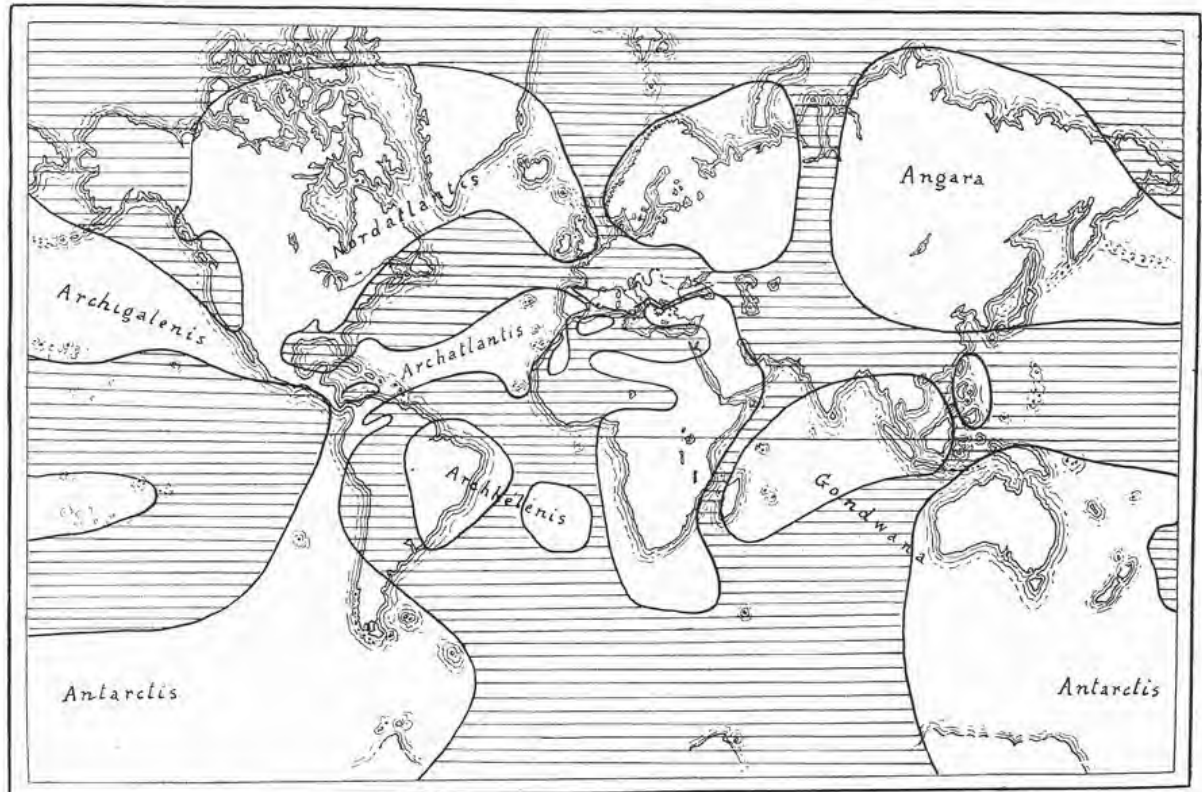 Nordatlantis
Angara
Archigalenis
Archatlantis
Archhelenis
Gondwana
Antarctis
Antarctis